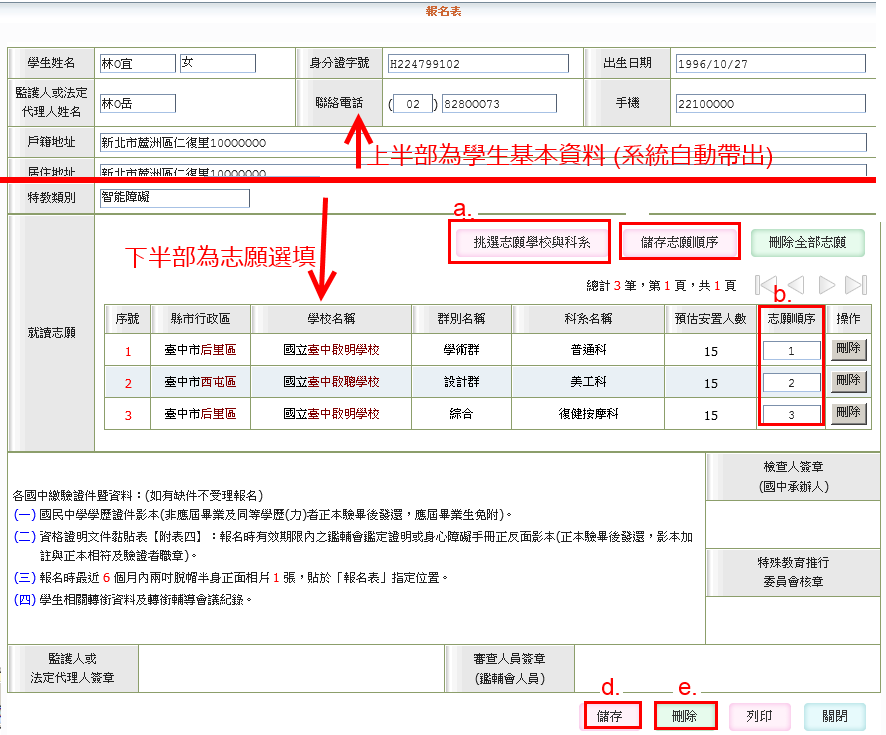 報名表
學生姓名 林O宜 女 身分證字號 H224799102 出生日期 1996/10/27
監護人或法定代理人姓名 林O岳 聯絡電話 ( 02 ) 82800073 手機 22100000
戶籍地址 新北市蘆洲區仁復里10000000
上半部為學生基本資料 (系統自動帶出)
居住地址 新北市蘆洲區仁復里10000000
特教類別 智能障礙
a.
下半部為志願選填
挑選志願學校與科系 儲存志願順序 刪除全部志願
總計 3 筆，第 1 頁，共 1 頁
b.
就讀志願
序號 縣市行政區 學校名稱 群別名稱 科系名稱 預估安置人數 志願順序 操作
1 臺中市后里區 國立臺中啟明學校 學術群 普通科 15 1 刪除
2 臺中市西屯區 國立臺中啟聰學校 設計群 美工科 15 2 刪除
3 臺中市后里區 國立臺中啟明學校 綜合 復健按摩科 15 3 刪除
各國中繳驗證件暨資料：(如有缺件不受理報名)
(一) 國民中學學歷證件影本(非應屆畢業及同等學歷(力)者正本驗畢後發還，應屆畢業生免附)。
(二) 資格證明文件黏貼表【附表四】：報名時有效期限內之鑑輔會鑑定證明或身心障礙手冊正反面影本(正本驗畢後發還，影本加
註與正本相符及驗證者職章)。
(三) 報名時最近 6 個月內兩吋脫帽半身正面相片 1 張，貼於「報名表」指定位置。
(四) 學生相關轉銜資料及轉銜輔導會議紀錄。
檢查人簽章
(國中承辦人)
特殊教育推行
委員會核章
監護人或
法定代理人簽章
審查人員簽章
(鑑輔會人員)
d. e.
儲存 刪除 列印 關閉